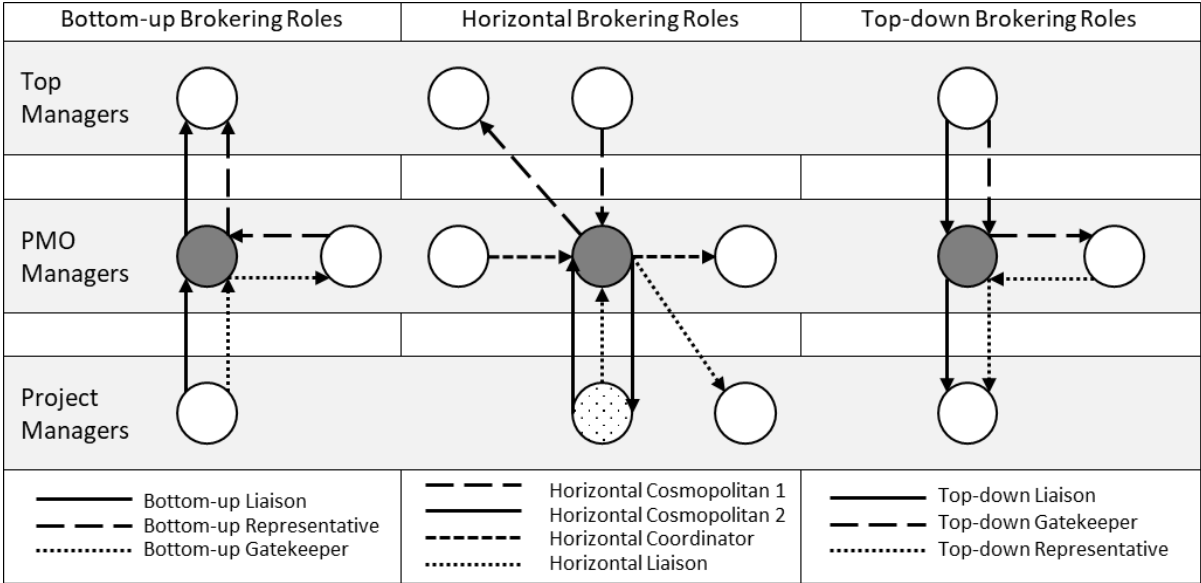 Bottom-up Brokering Roles
Horizontal Brokering Roles
Top-down Brokering Roles
Top
Managers
PMO
Managers
Project
Managers
Bottom-up Liaison
Bottom-up Representative
Bottom-up Gatekeeper
Horizontal Cosmopolitan 1
Horizontal Cosmopolitan 2
Horizontal Coordinator
Horizontal Liaison
Top-down Liaison
Top-down Gatekeeper
Top-down Representative